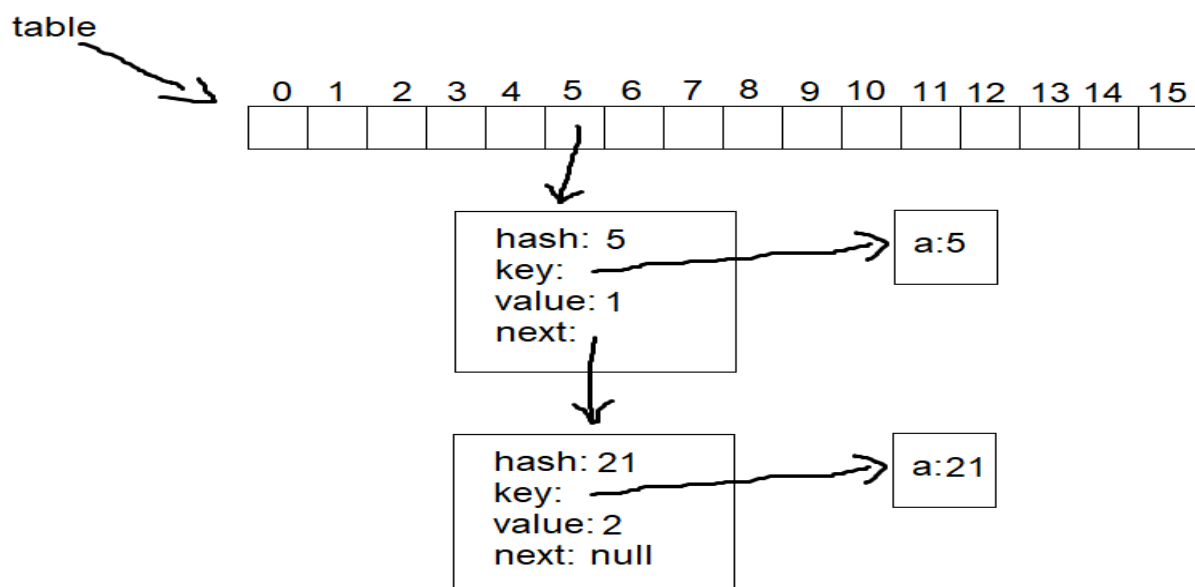 table
0 1 2 3 4 5 6 7 8 9 10 11 12 13 14 15
hash: 5
key:
value: 1
next:
a:5
hash: 21
key:
value: 2
next: null
a:21